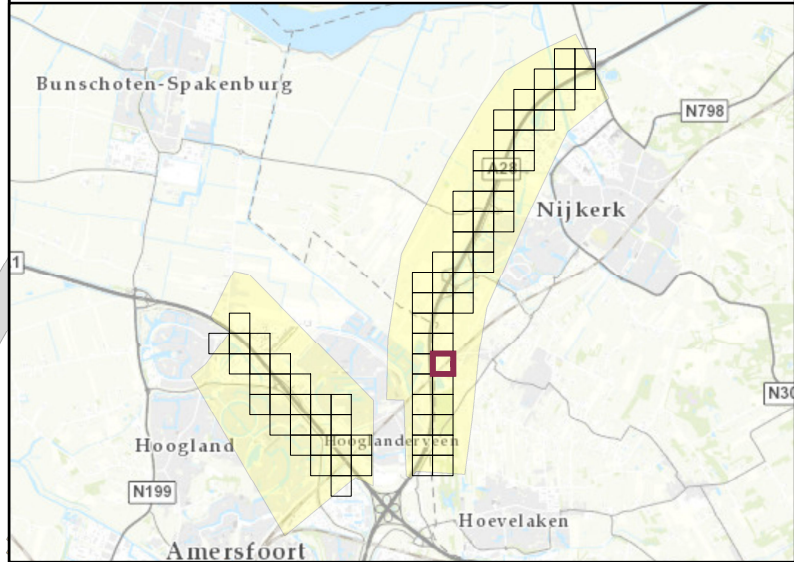 Bunschoten-Spakenburg
N798
A28
Nijkerk
1
N30
Hoogland
Hooglanderveen
N199
Hoevelaken
Amersfoort